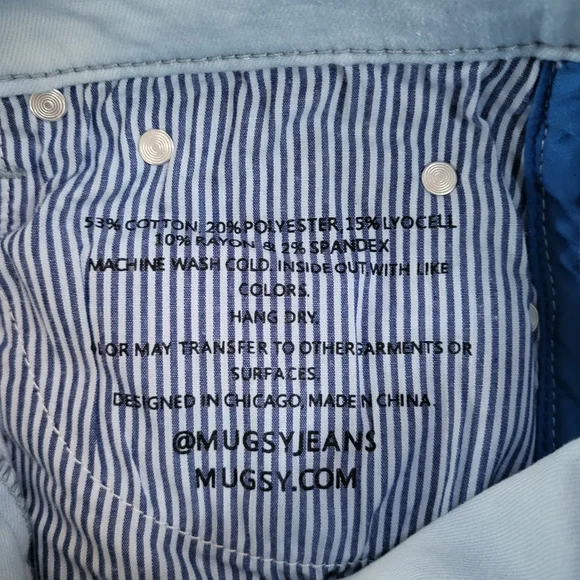 53% COTTON, 20% POLYESTER, 15% LYOCELL
10% RAYON & 2% SPANDEX
MACHINE WASH COLD. INSIDE OUT, WITH LIKE
COLORS.
HANG DRY.
LOR MAY TRANSFER TO OTHER GARMENTS OR
SURFACES.
DESIGNED IN CHICAGO, MADE N CHINA.
@MUGSYJEANS
MUGSY.COM